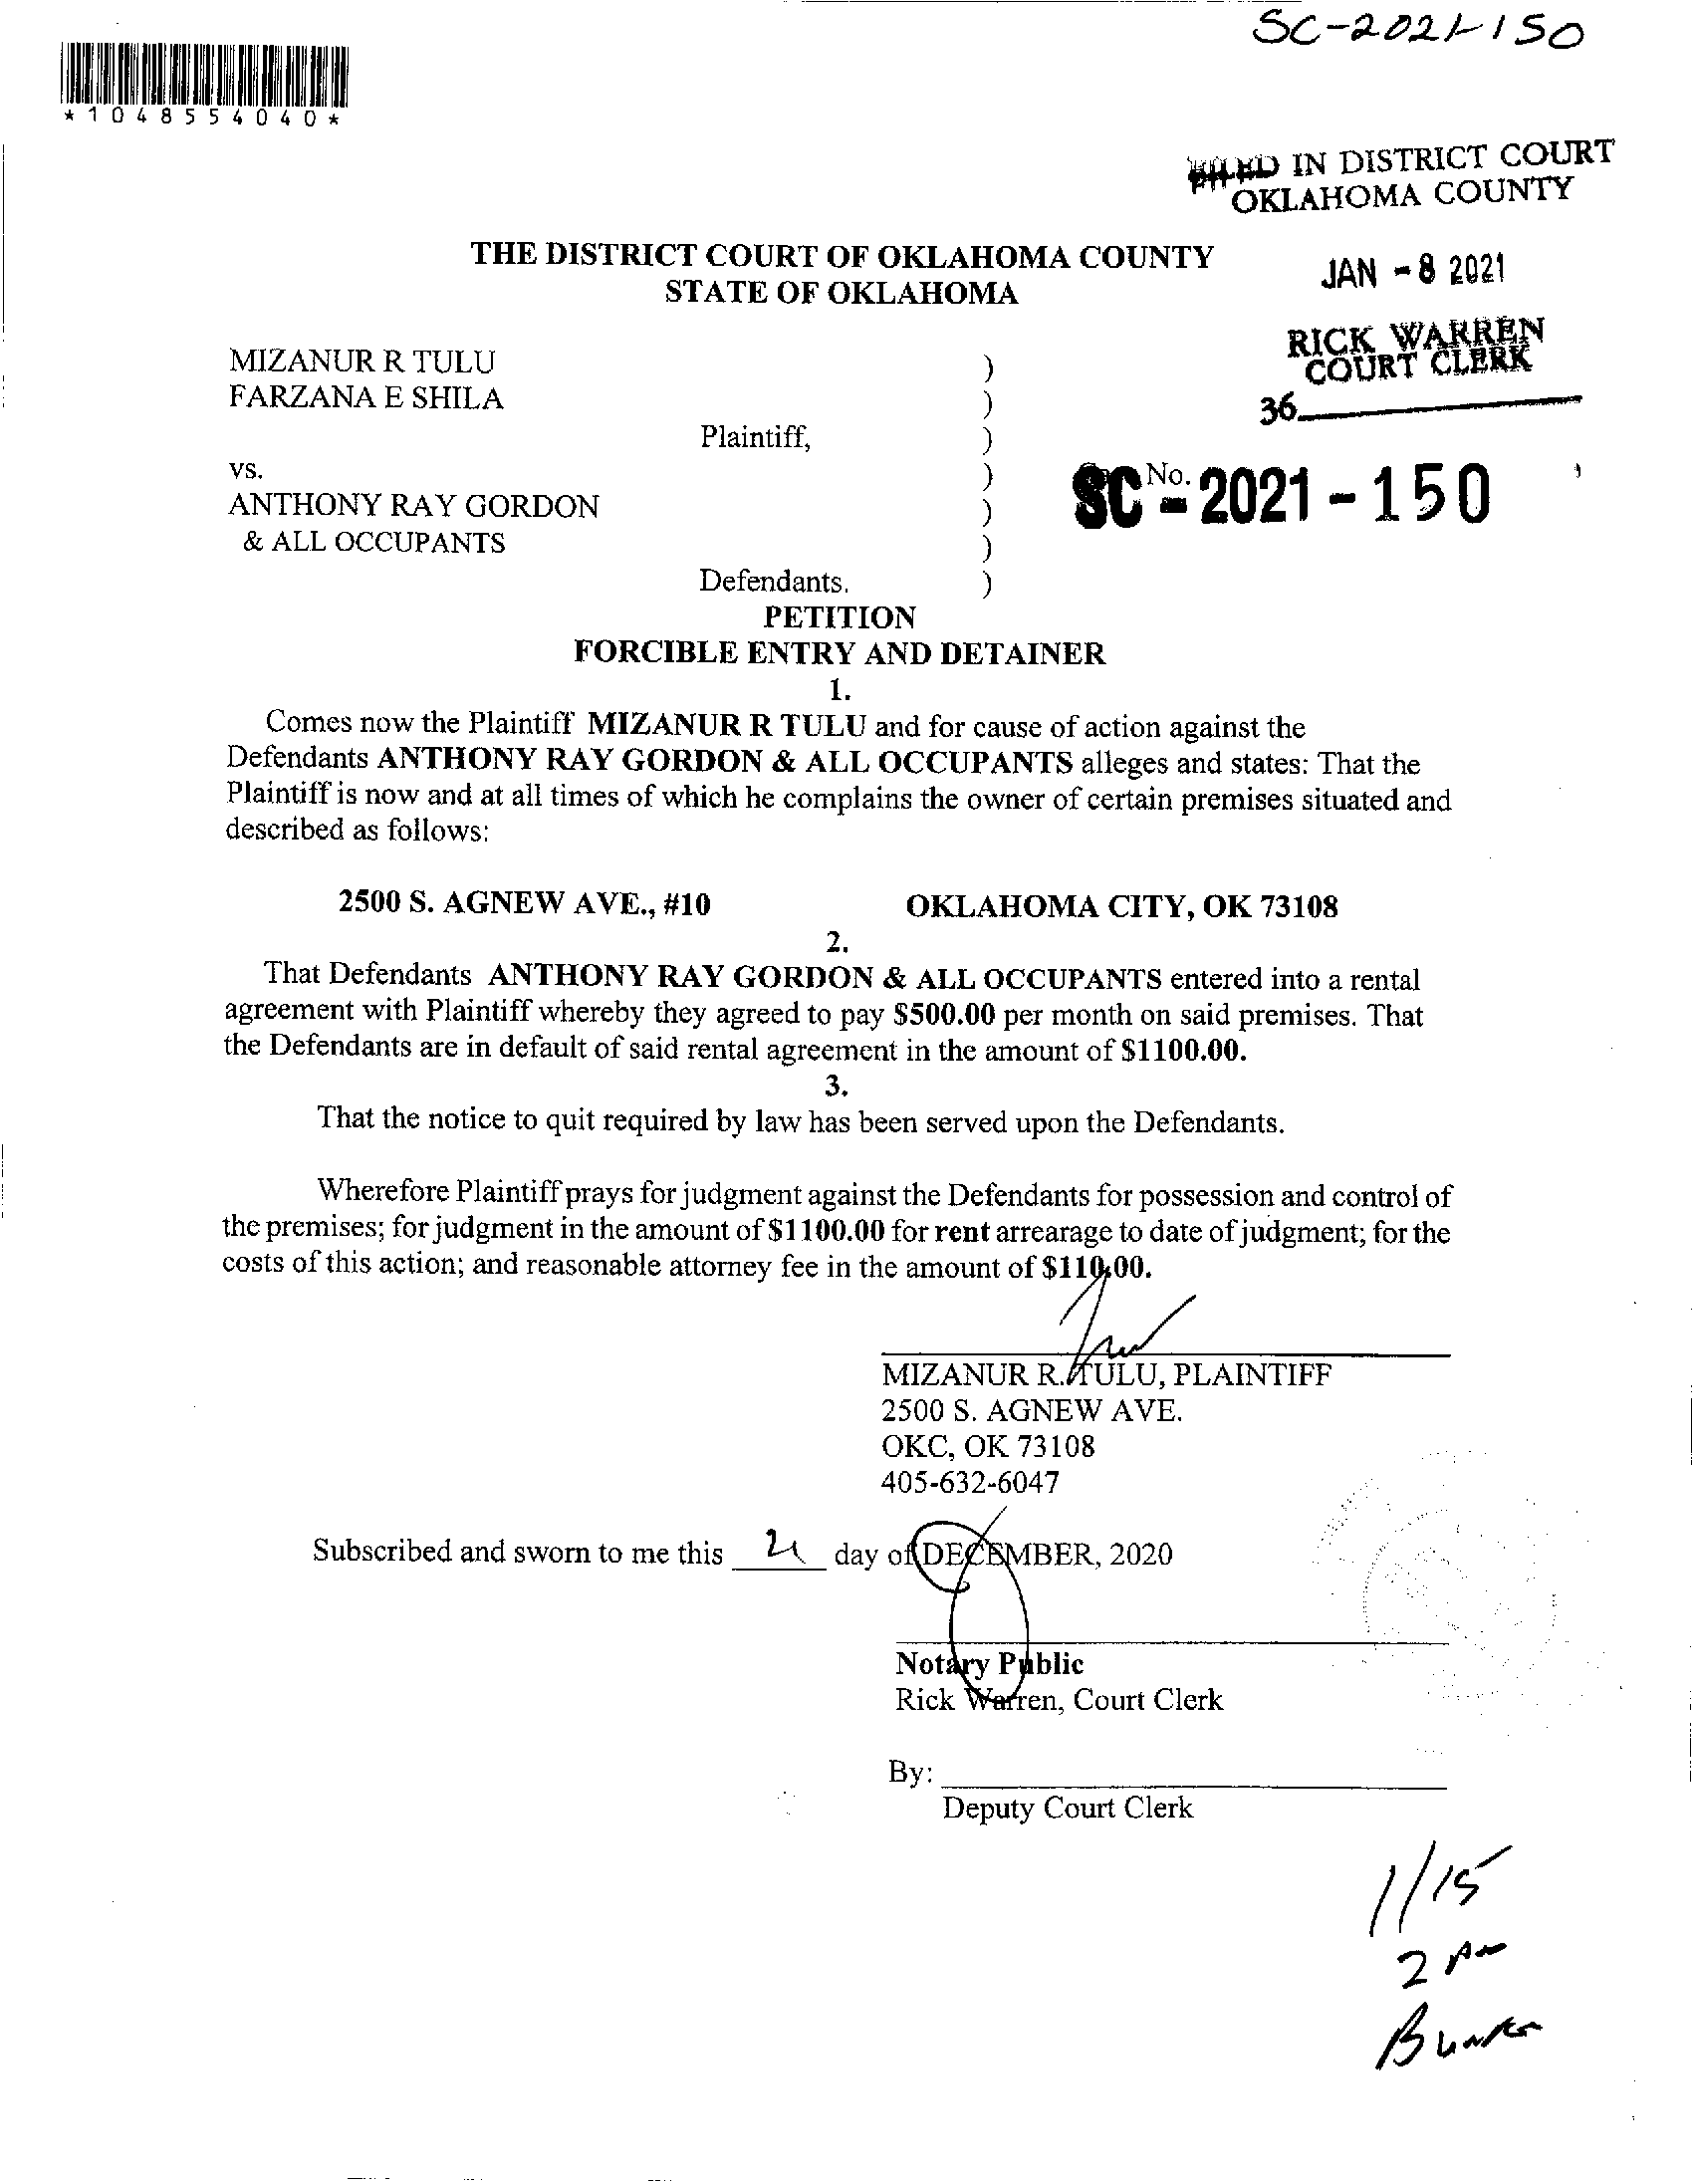 SC-2021-150
*1048554040*
FILED IN DISTRICT COURT
OKLAHOMA COUNTY
THE DISTRICT COURT OF OKLAHOMA COUNTY
STATE OF OKLAHOMA
JAN - 8 2021
RICK WARREN
COURT CLERK
36
MIZANUR R TULU )
FARZANA E SHILA )
Plaintiff, )
vs. )
ANTHONY RAY GORDON )
& ALL OCCUPANTS )
Defendants. )
No.
SC - 2021 - 150
PETITION
FORCIBLE ENTRY AND DETAINER
1.
Comes now the Plaintiff MIZANUR R TULU and for cause of action against the
Defendants ANTHONY RAY GORDON & ALL OCCUPANTS alleges and states: That the
Plaintiff is now and at all times of which he complains the owner of certain premises situated and
described as follows:
2500 S. AGNEW AVE., #10 OKLAHOMA CITY, OK 73108
2.
That Defendants ANTHONY RAY GORDON & ALL OCCUPANTS entered into a rental
agreement with Plaintiff whereby they agreed to pay $500.00 per month on said premises. That
the Defendants are in default of said rental agreement in the amount of $1100.00.
3.
That the notice to quit required by law has been served upon the Defendants.
Wherefore Plaintiff prays for judgment against the Defendants for possession and control of
the premises; for judgment in the amount of $1100.00 for rent arrearage to date of judgment; for the
costs of this action; and reasonable attorney fee in the amount of $110.00.
MIZANUR R. TULU, PLAINTIFF
2500 S. AGNEW AVE.
OKC, OK 73108
405-632-6047
Subscribed and sworn to me this 21 day of DECEMBER, 2020
Notary Public
Rick Warren, Court Clerk
By:
Deputy Court Clerk
1/15
2 pm